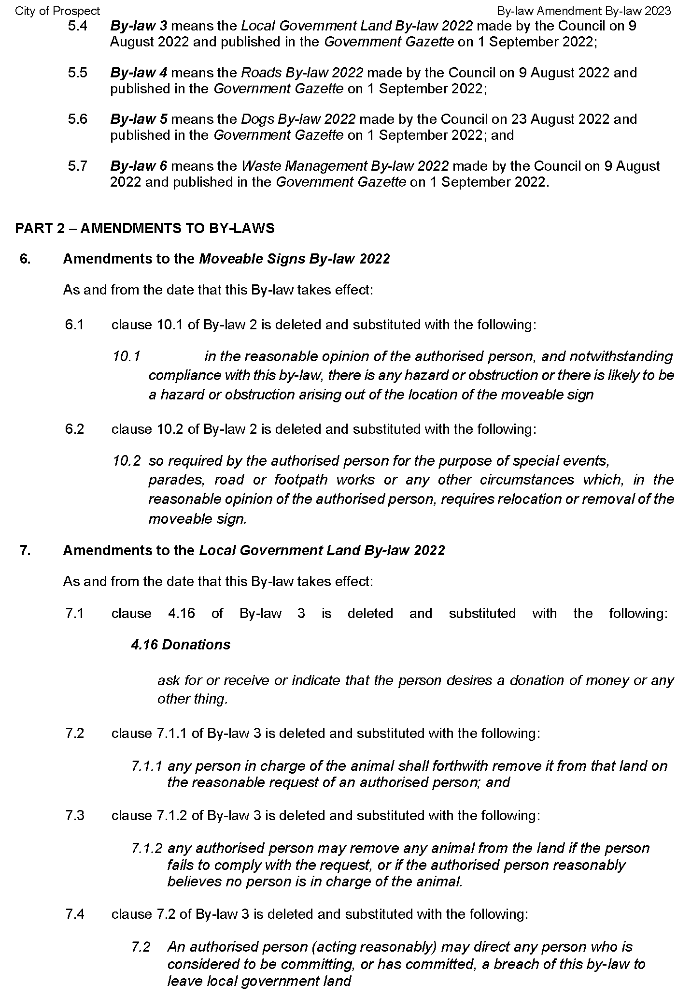 City of Prospect By-law Amendment By-law 2023
5.4 By-law 3 means the Local Government Land By-law 2022 made by the Council on 9
August 2022 and published in the Government Gazette on 1 September 2022;
5.5 By-law 4 means the Roads By-law 2022 made by the Council on 9 August 2022 and
published in the Government Gazette on 1 September 2022;
5.6 By-law 5 means the Dogs By-law 2022 made by the Council on 23 August 2022 and
published in the Government Gazette on 1 September 2022; and
5.7 By-law 6 means the Waste Management By-law 2022 made by the Council on 9 August
2022 and published in the Government Gazette on 1 September 2022.
PART 2 – AMENDMENTS TO BY-LAWS
6. Amendments to the Moveable Signs By-law 2022
As and from the date that this By-law takes effect:
6.1 clause 10.1 of By-law 2 is deleted and substituted with the following:
10.1 in the reasonable opinion of the authorised person, and notwithstanding
compliance with this by-law, there is any hazard or obstruction or there is likely to be
a hazard or obstruction arising out of the location of the moveable sign
6.2 clause 10.2 of By-law 2 is deleted and substituted with the following:
10.2 so required by the authorised person for the purpose of special events,
parades, road or footpath works or any other circumstances which, in the
reasonable opinion of the authorised person, requires relocation or removal of the
moveable sign.
7. Amendments to the Local Government Land By-law 2022
As and from the date that this By-law takes effect:
7.1 clause 4.16 of By-law 3 is deleted and substituted with the following:
4.16 Donations
ask for or receive or indicate that the person desires a donation of money or any
other thing.
7.2 clause 7.1.1 of By-law 3 is deleted and substituted with the following:
7.1.1 any person in charge of the animal shall forthwith remove it from that land on
the reasonable request of an authorised person; and
7.3 clause 7.1.2 of By-law 3 is deleted and substituted with the following:
7.1.2 any authorised person may remove any animal from the land if the person
fails to comply with the request, or if the authorised person reasonably
believes no person is in charge of the animal.
7.4 clause 7.2 of By-law 3 is deleted and substituted with the following:
7.2 An authorised person (acting reasonably) may direct any person who is
considered to be committing, or has committed, a breach of this by-law to
leave local government land